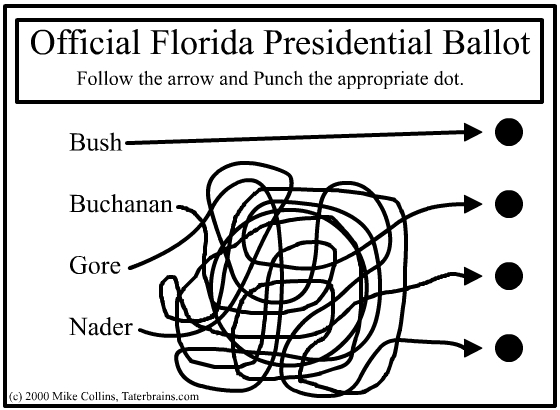 Official Florida Presidential Ballot
Follow the arrow and Punch the appropriate dot.
Bush
Buchanan
Gore
Nader
(c) 2000 Mike Collins, Taterbrains.com